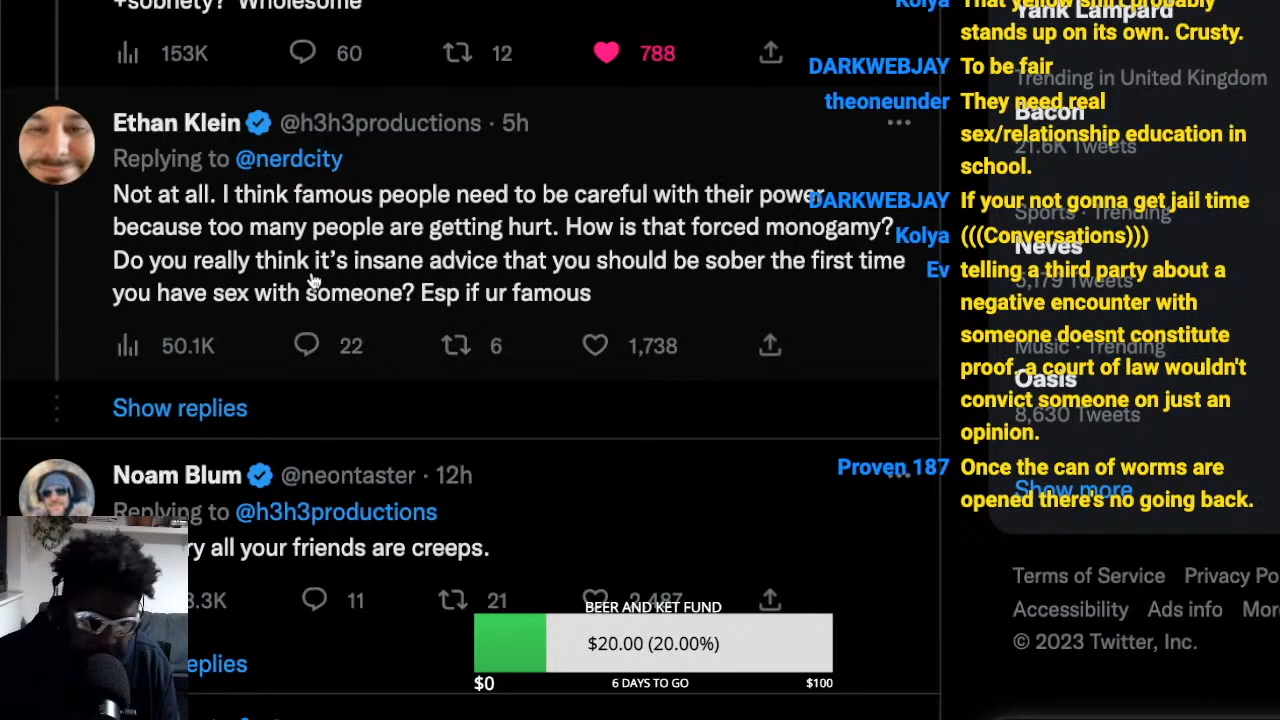 +sobriety? Wholesome
153K 60 12 788
Ethan Klein @h3h3productions · 5h
Replying to @nerdcity
Not at all. I think famous people need to be careful with their power
because too many people are getting hurt. How is that forced monogamy?
Do you really think it's insane advice that you should be sober the first time
you have sex with someone? Esp if ur famous
50.1K 22 6 1,738
Show replies
Noam Blum @neontaster · 12h
Replying to @h3h3productions
all your friends are creeps.
11 21 2,487
BEER AND KET FUND
$20.00 (20.00%)
$0 6 DAYS TO GO $100
Kolya That yellow shirt probably
stands up on its own. Crusty.
DARKWEBJAY To be fair
theoneunder They need real
sex/relationship education in
school.
DARKWEBJAY If your not gonna get jail time
Kolya (((Conversations)))
Ev telling a third party about a
negative encounter with
someone doesnt constitute
proof, a court of law wouldn't
convict someone on just an
opinion.
Proven 187 Once the can of worms are
opened there's no going back.
Yank Lampard
Trending in United Kingdom
Bacon
21.6K Tweets
Sports · Trending
Neves
5,179 Tweets
Music · Trending
Oasis
8,630 Tweets
Show more
Terms of Service Privacy Po
Accessibility Ads info Mor
© 2023 Twitter, Inc.